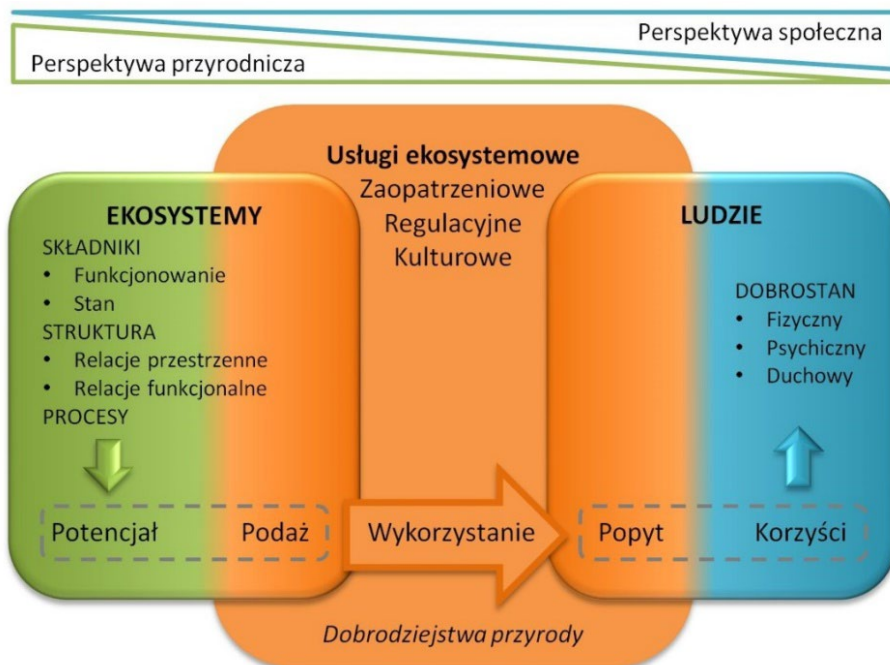 Perspektywa społeczna
Perspektywa przyrodnicza
Usługi ekosystemowe
Zaopatrzeniowe
Regulacyjne
Kulturowe
EKOSYSTEMY
SKŁADNIKI
• Funkcjonowanie
• Stan
STRUKTURA
• Relacje przestrzenne
• Relacje funkcjonalne
PROCESY
LUDZIE
DOBROSTAN
• Fizyczny
• Psychiczny
• Duchowy
Potencjał Podaż Wykorzystanie Popyt Korzyści
Dobrodziejstwa przyrody